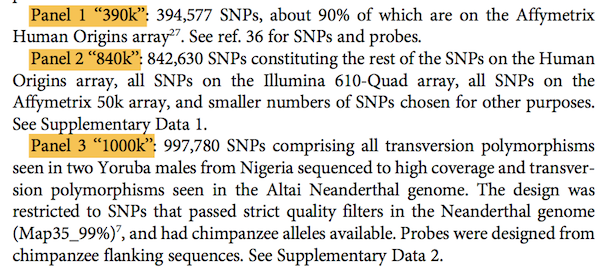 Panel 1 “390k”: 394,577 SNPs, about 90% of which are on the Affymetrix
Human Origins array27. See ref. 36 for SNPs and probes.
Panel 2 “840k”: 842,630 SNPs constituting the rest of the SNPs on the Human
Origins array, all SNPs on the Illumina 610-Quad array, all SNPs on the
Affymetrix 50k array, and smaller numbers of SNPs chosen for other purposes.
See Supplementary Data 1.
Panel 3 “1000k”: 997,780 SNPs comprising all transversion polymorphisms
seen in two Yoruba males from Nigeria sequenced to high coverage and transver-
sion polymorphisms seen in the Altai Neanderthal genome. The design was
restricted to SNPs that passed strict quality filters in the Neanderthal genome
(Map35_99%)7, and had chimpanzee alleles available. Probes were designed from
chimpanzee flanking sequences. See Supplementary Data 2.